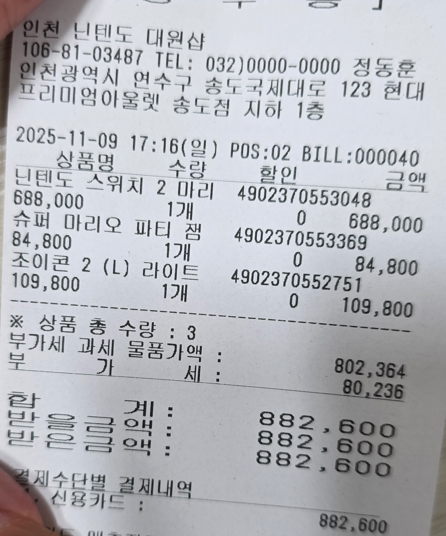 인천 닌텐도 대원샵
106-81-03487 TEL: 032)0000-0000 정동훈
인천광역시 연수구 송도국제대로 123 현대
프리미엄아울렛 송도점 지하 1층
2025-11-09 17:16(일) POS:02 BILL:000040
상품명 수량 할인 금액
닌텐도 스위치 2 마리 4902370553048
688,000 1개 0 688,000
슈퍼 마리오 파티 잼 4902370553369
84,800 1개 0 84,800
조이콘 2 (L) 라이트 4902370552751
109,800 1개 0 109,800
※ 상품 총 수량 : 3
부가세 과세 물품가액 : 802,364
부 가 세 : 80,236
합 계 : 882,600
받을금액 : 882,600
받은금액 : 882,600
결제수단별 결제내역
신용카드 : 882,600